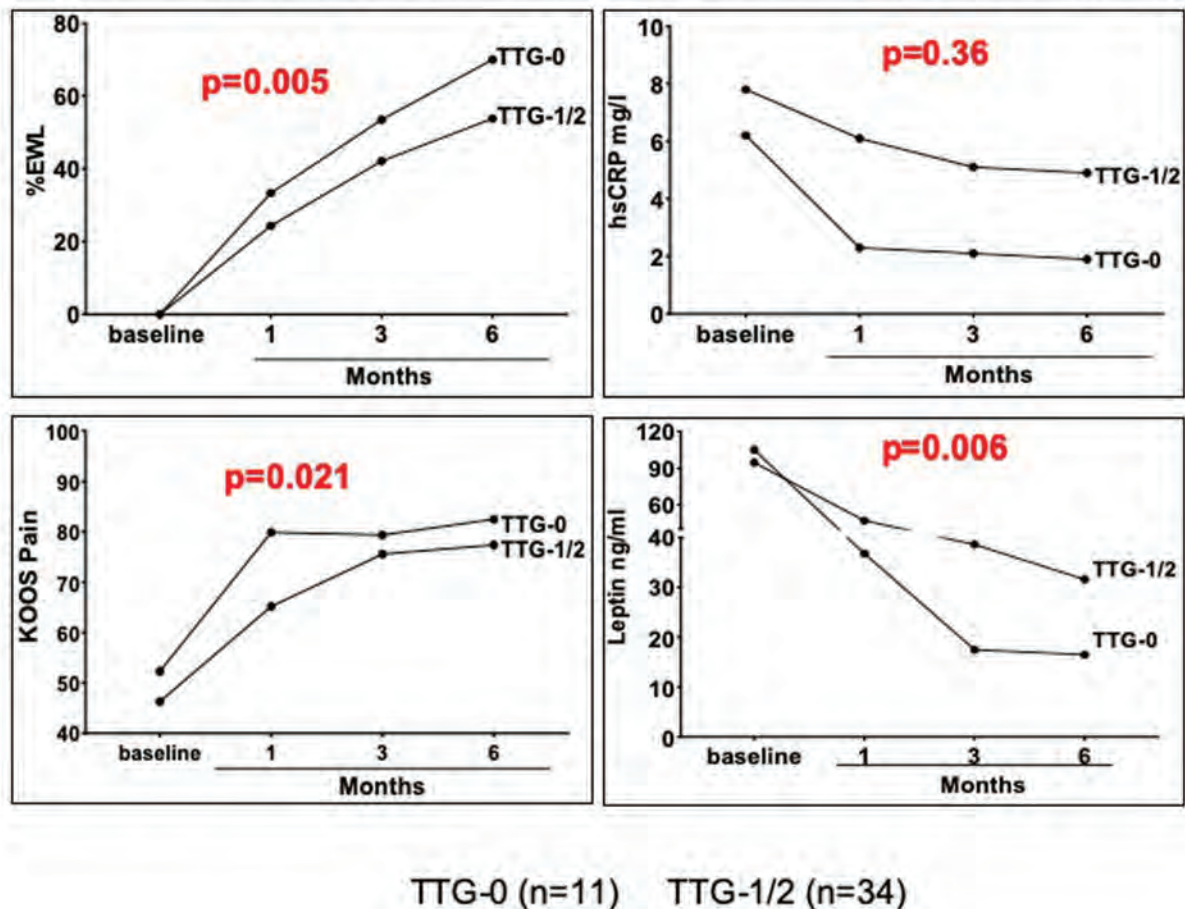 80%
60
40
20
0
%EWL
p=0.005
TTG-0
TTG-1/2
baseline 1 3 6
Months
10
8
6
4
2
0
hsCRP mg/l
p=0.36
TTG-1/2
TTG-0
baseline 1 3 6
Months
100
90
80
70
60
50
40
KOOS Pain
p=0.021
TTG-0
TTG-1/2
baseline 1 3 6
Months
120
90
60
40
30
20
10
0
Leptin ng/ml
p=0.006
TTG-1/2
TTG-0
baseline 1 3 6
Months
TTG-0 (n=11) TTG-1/2 (n=34)